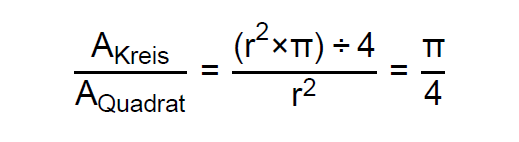 A_Kreis / A_Quadrat = (r²×π) ÷ 4 / r² = π / 4